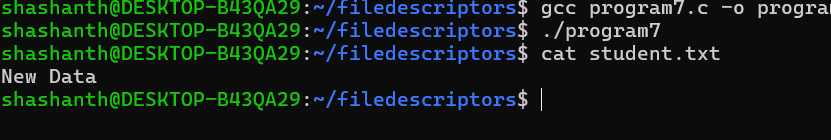 shashanth@DESKTOP-B43QA29:~/filedescriptors$ gcc program7.c -o progra
shashanth@DESKTOP-B43QA29:~/filedescriptors$ ./program7
shashanth@DESKTOP-B43QA29:~/filedescriptors$ cat student.txt
New Data
shashanth@DESKTOP-B43QA29:~/filedescriptors$